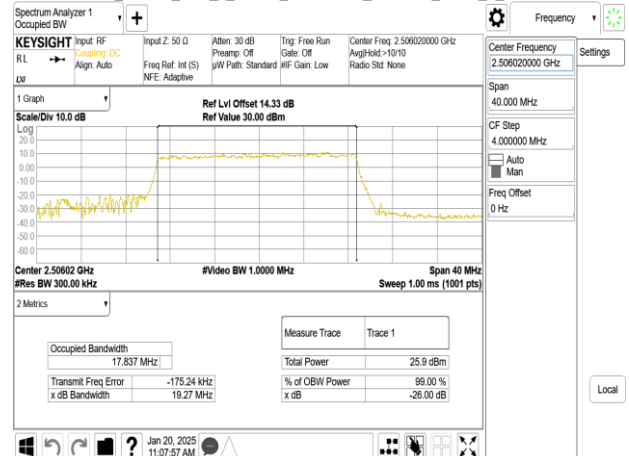 Spectrum Analyzer 1
Occupied BW
Frequency
KEYSIGHT Input: RF Input Z: 50 Ω Atten: 30 dB Trig: Free Run Center Freq: 2.506020000 GHz
RL Coupling: DC Preamp: Off Gate: Off Avg|Hold:>10/10
Align: Auto Freq Ref: Int (S) µW Path: Standard #IF Gain: Low Radio Std: None
NFE: Adaptive
LXI
Center Frequency
2.506020000 GHz
Settings
Span
40.000 MHz
CF Step
4.000000 MHz
Auto
Man
Freq Offset
0 Hz
Local
1 Graph
Ref Lvl Offset 14.33 dB
Scale/Div 10.0 dB Ref Value 30.00 dBm
Log
20.0
10.0
0.00
-10.0
-20.0
-30.0
-40.0
-50.0
-60.0
Center 2.50602 GHz #Video BW 1.0000 MHz Span 40 MHz
#Res BW 300.00 kHz Sweep 1.00 ms (1001 pts)
2 Metrics
Measure Trace Trace 1
Occupied Bandwidth
17.837 MHz Total Power 25.9 dBm
Transmit Freq Error -175.24 kHz % of OBW Power 99.00 %
x dB Bandwidth 19.27 MHz x dB -26.00 dB
Jan 20, 2025
11:07:57 AM